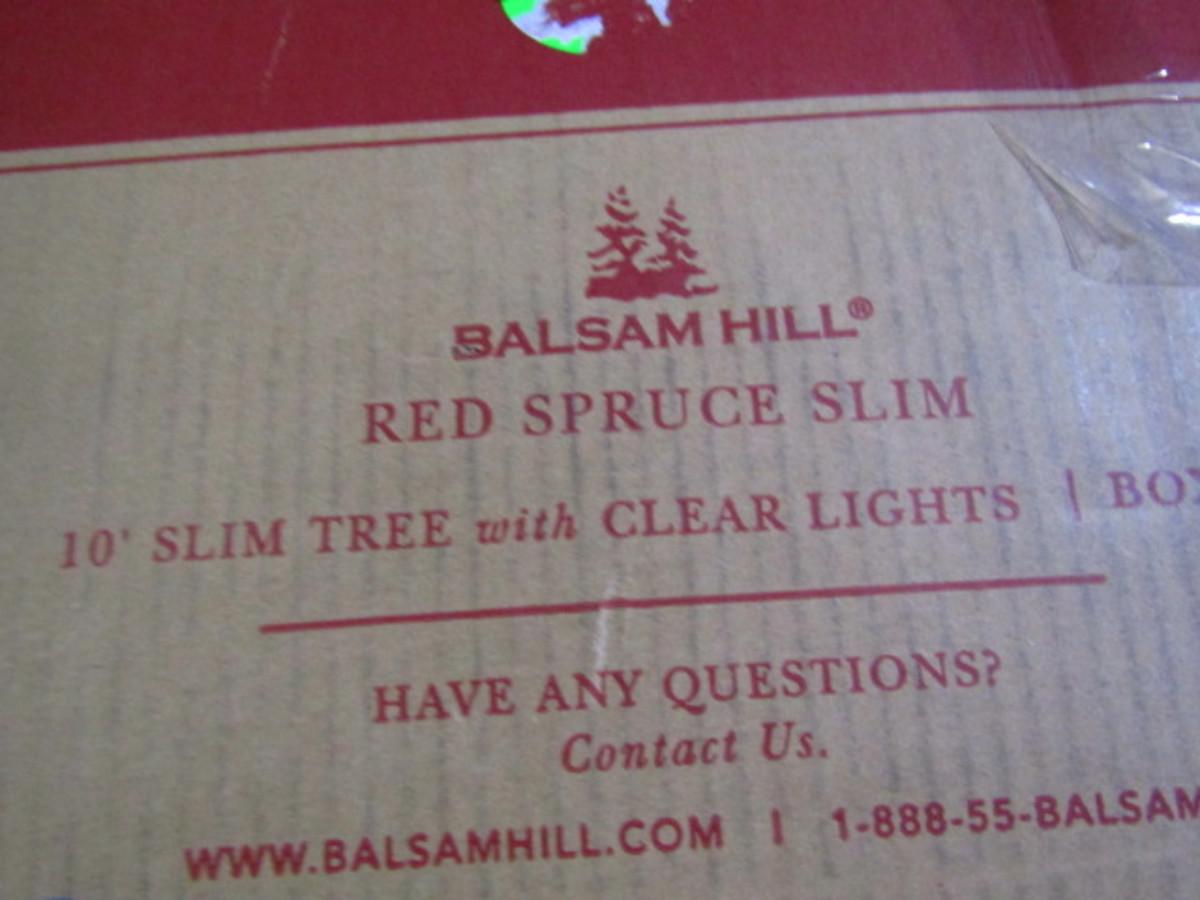 BALSAM HILL®
RED SPRUCE SLIM
10' SLIM TREE with CLEAR LIGHTS |
HAVE ANY QUESTIONS?
Contact Us.
WWW.BALSAMHILL.COM | 1-888-55-BALSAM